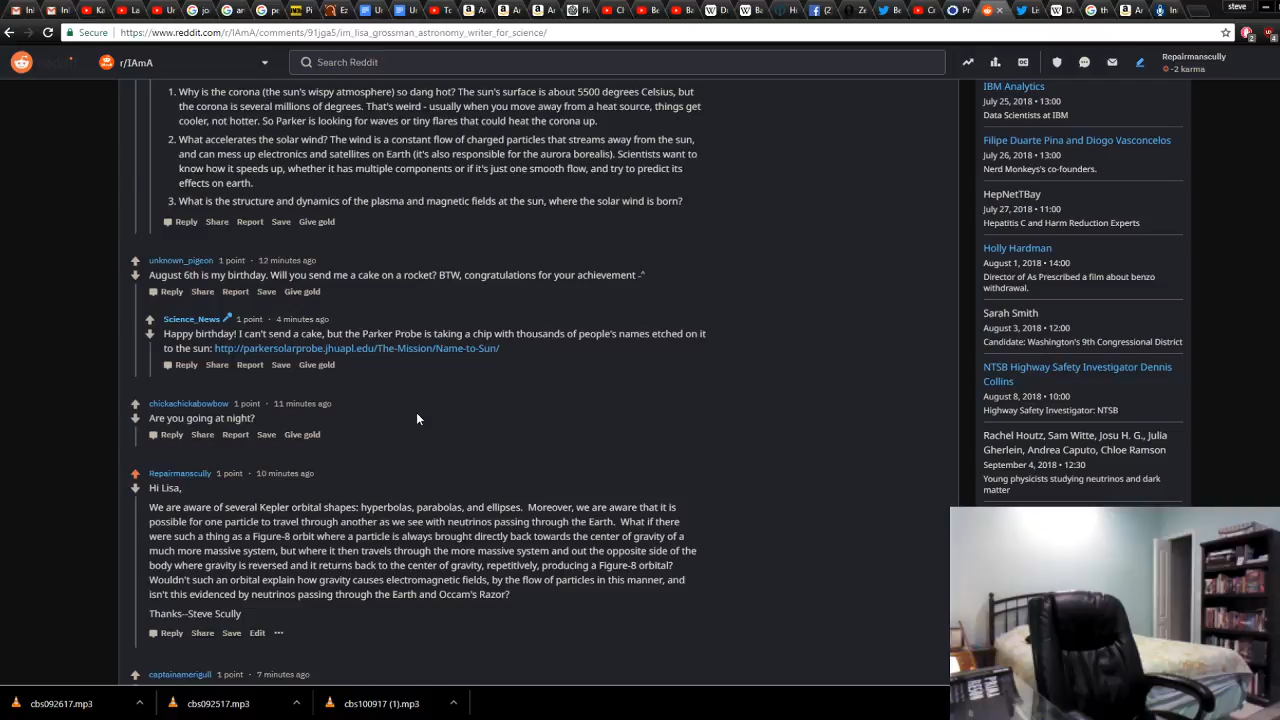 steve
Secure
https://www.reddit.com/r/IAmA/comments/91jga5/im_lisa_grossman_astronomy_writer_for_science/
r/IAmA
Search Reddit
Repairmanscully
-2 karma
1. Why is the corona (the sun's wispy atmosphere) so dang hot? The sun's surface is about 5500 degrees Celsius, but
the corona is several millions of degrees. That's weird - usually when you move away from a heat source, things get
cooler, not hotter. So Parker is looking for waves or tiny flares that could heat the corona up.
2. What accelerates the solar wind? The wind is a constant flow of charged particles that streams away from the sun,
and can mess up electronics and satellites on Earth (it's also responsible for the aurora borealis). Scientists want to
know how it speeds up, whether it has multiple components or if it's just one smooth flow, and try to predict its
effects on earth.
3. What is the structure and dynamics of the plasma and magnetic fields at the sun, where the solar wind is born?
Reply Share Report Save Give gold
unknown_pigeon 1 point · 12 minutes ago
August 6th is my birthday. Will you send me a cake on a rocket? BTW, congratulations for your achievement -^
Reply Share Report Save Give gold
Science_News 1 point · 4 minutes ago
Happy birthday! I can't send a cake, but the Parker Probe is taking a chip with thousands of people's names etched on it
to the sun: http://parkersolarprobe.jhuapl.edu/The-Mission/Name-to-Sun/
Reply Share Report Save Give gold
chickachickabowbow 1 point · 11 minutes ago
Are you going at night?
Reply Share Report Save Give gold
Repairmanscully 1 point · 10 minutes ago
Hi Lisa,
We are aware of several Kepler orbital shapes: hyperbolas, parabolas, and ellipses. Moreover, we are aware that it is
possible for one particle to travel through another as we see with neutrinos passing through the Earth. What if there
were such a thing as a Figure-8 orbit where a particle is always brought directly back towards the center of gravity of a
much more massive system, but where it then travels through the more massive system and out the opposite side of the
body where gravity is reversed and it returns back to the center of gravity, repetitively, producing a Figure-8 orbital?
Wouldn't such an orbital explain how gravity causes electromagnetic fields, by the flow of particles in this manner, and
isn't this evidenced by neutrinos passing through the Earth and Occam's Razor?
Thanks--Steve Scully
Reply Share Save Edit ···
captainamerigull 1 point · 7 minutes ago
IBM Analytics
July 25, 2018 • 13:00
Data Scientists at IBM
Filipe Duarte Pina and Diogo Vasconcelos
July 26, 2018 • 13:00
Nerd Monkeys's co-founders.
HepNetTBay
July 27, 2018 • 11:00
Hepatitis C and Harm Reduction Experts
Holly Hardman
August 1, 2018 • 14:00
Director of As Prescribed a film about benzo
withdrawal.
Sarah Smith
August 3, 2018 • 12:00
Candidate: Washington's 9th Congressional District
NTSB Highway Safety Investigator Dennis
Collins
August 8, 2018 • 10:00
Highway Safety Investigator: NTSB
Rachel Houtz, Sam Witte, Josu H. G., Julia
Gherlein, Andrea Caputo, Chloe Ramson
September 4, 2018 • 12:30
Young physicists studying neutrinos and dark
matter
cbs092617.mp3
cbs092517.mp3
cbs100917 (1).mp3